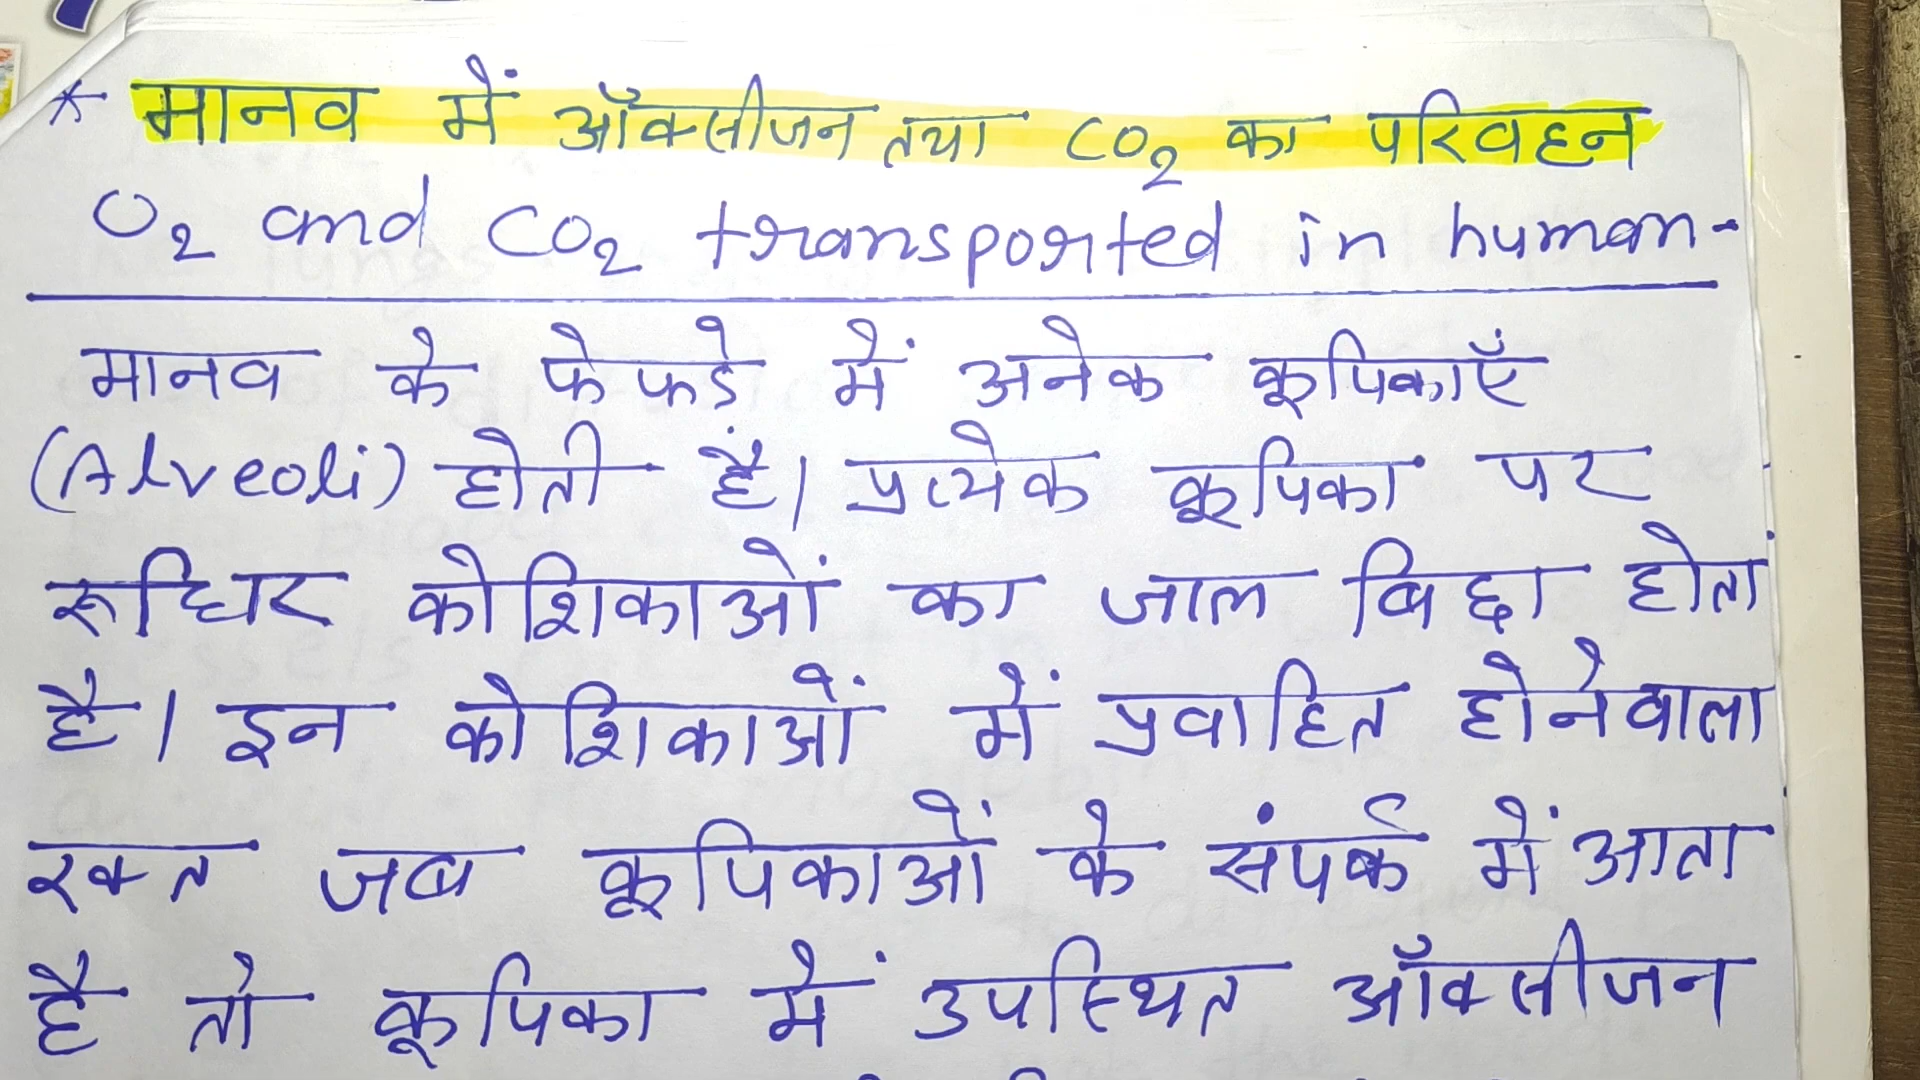 * मानव में ऑक्सीजन तथा CO₂ का परिवहन
O₂ and CO₂ transported in human-
मानव के फेफड़े में अनेक कूपिकाएँ
(Alveoli) होती हैं। प्रत्येक कूपिका पर
रूधिर कोशिकाओं का जाल बिछा होता
है। इन कोशिकाओं में प्रवाहित होनेवाला
रक्त जब कूपिकाओं के संपर्क में आता
है तो कूपिका में उपस्थित ऑक्सीजन